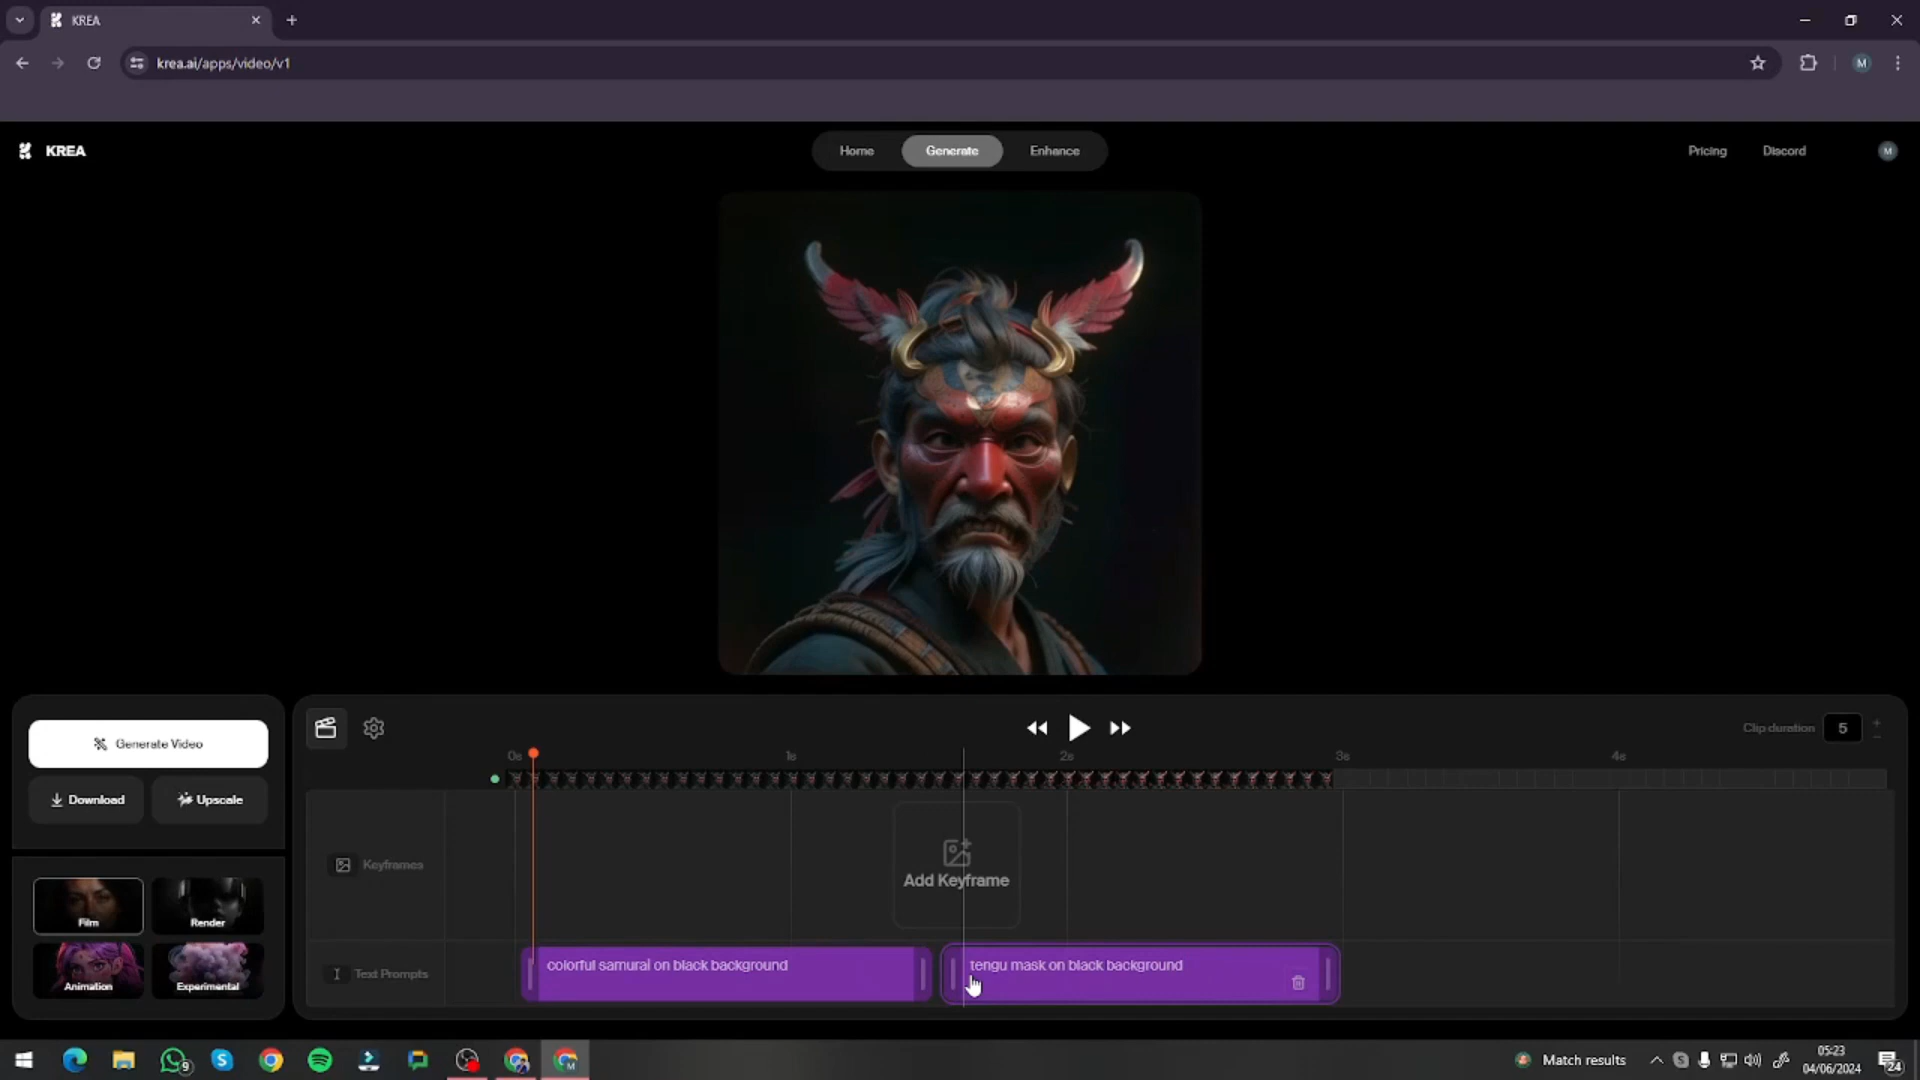 KREA
krea.ai/apps/video/v1
M
KREA
Home
Generate
Enhance
Pricing
Discord
M
Generate Video
Download
Upscale
Clip duration
5
0s
1s
2s
3s
4s
Keyframes
Add Keyframe
Film
Render
Animation
Experimental
Text Prompts
colorful samurai on black background
tengu mask on black background
9
M
Match results
05:23
04/06/2024
24